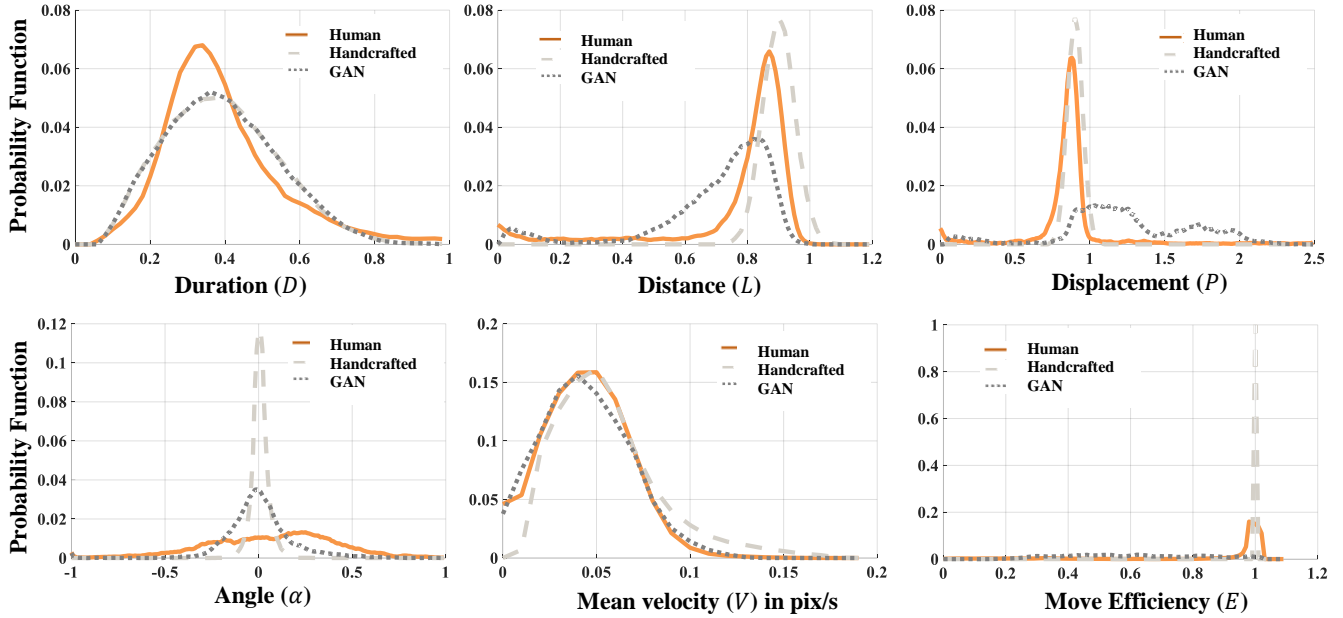 Probability Function
0.08
0.06
0.04
0.02
0
Human
Handcrafted
GAN
0 0.2 0.4 0.6 0.8 1
Duration (D)
0.08
0.06
0.04
0.02
0
Human
Handcrafted
GAN
0 0.2 0.4 0.6 0.8 1.0 1.2
Distance (L)
0.08
0.06
0.04
0.02
0
Human
Handcrafted
GAN
0 0.5 1 1.5 2 2.5
Displacement (P)
Probability Function
0.12
0.1
0.08
0.06
0.04
0.02
0
Human
Handcrafted
GAN
-1 -0.5 0 0.5 1
Angle (α)
0.2
0.15
0.1
0.05
0
Human
Handcrafted
GAN
0 0.05 0.1 0.15 0.2
Mean velocity (V) in pix/s
1
0.8
0.6
0.4
0.2
0
Human
Handcrafted
GAN
0 0.2 0.4 0.6 0.8 1 1.2
Move Efficiency (E)